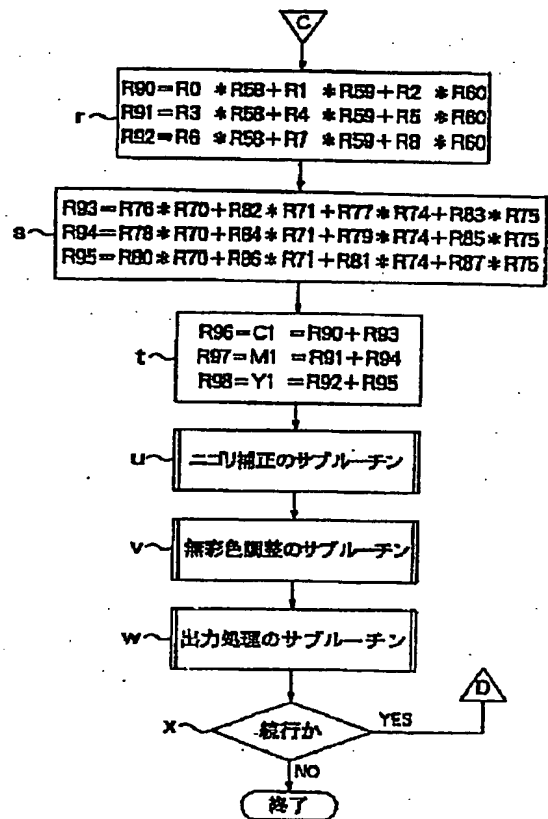 C
r
R90=R0 *R58+R1 *R59+R2 *R60
R91=R3 *R58+R4 *R59+R5 *R60
R92=R6 *R58+R7 *R59+R8 *R60
s
R93=R76*R70+R82*R71+R77*R74+R83*R75
R94=R78*R70+R84*R71+R79*R74+R85*R75
R95=R80*R70+R86*R71+R81*R74+R87*R75
t
R96=C1 =R90+R93
R97=M1 =R91+R94
R98=Y1 =R92+R95
u
ニゴリ補正のサブルーチン
v
無彩色調整のサブルーチン
w
出力処理のサブルーチン
D
x
続行か
YES
NO
終了